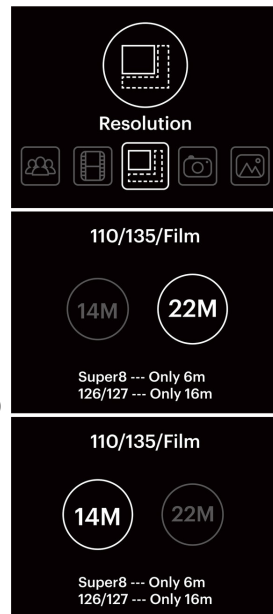 Resolution
110/135/Film
14M
22M
Super8 --- Only 6m
126/127 --- Only 16m
110/135/Film
14M
22M
Super8 --- Only 6m
126/127 --- Only 16m